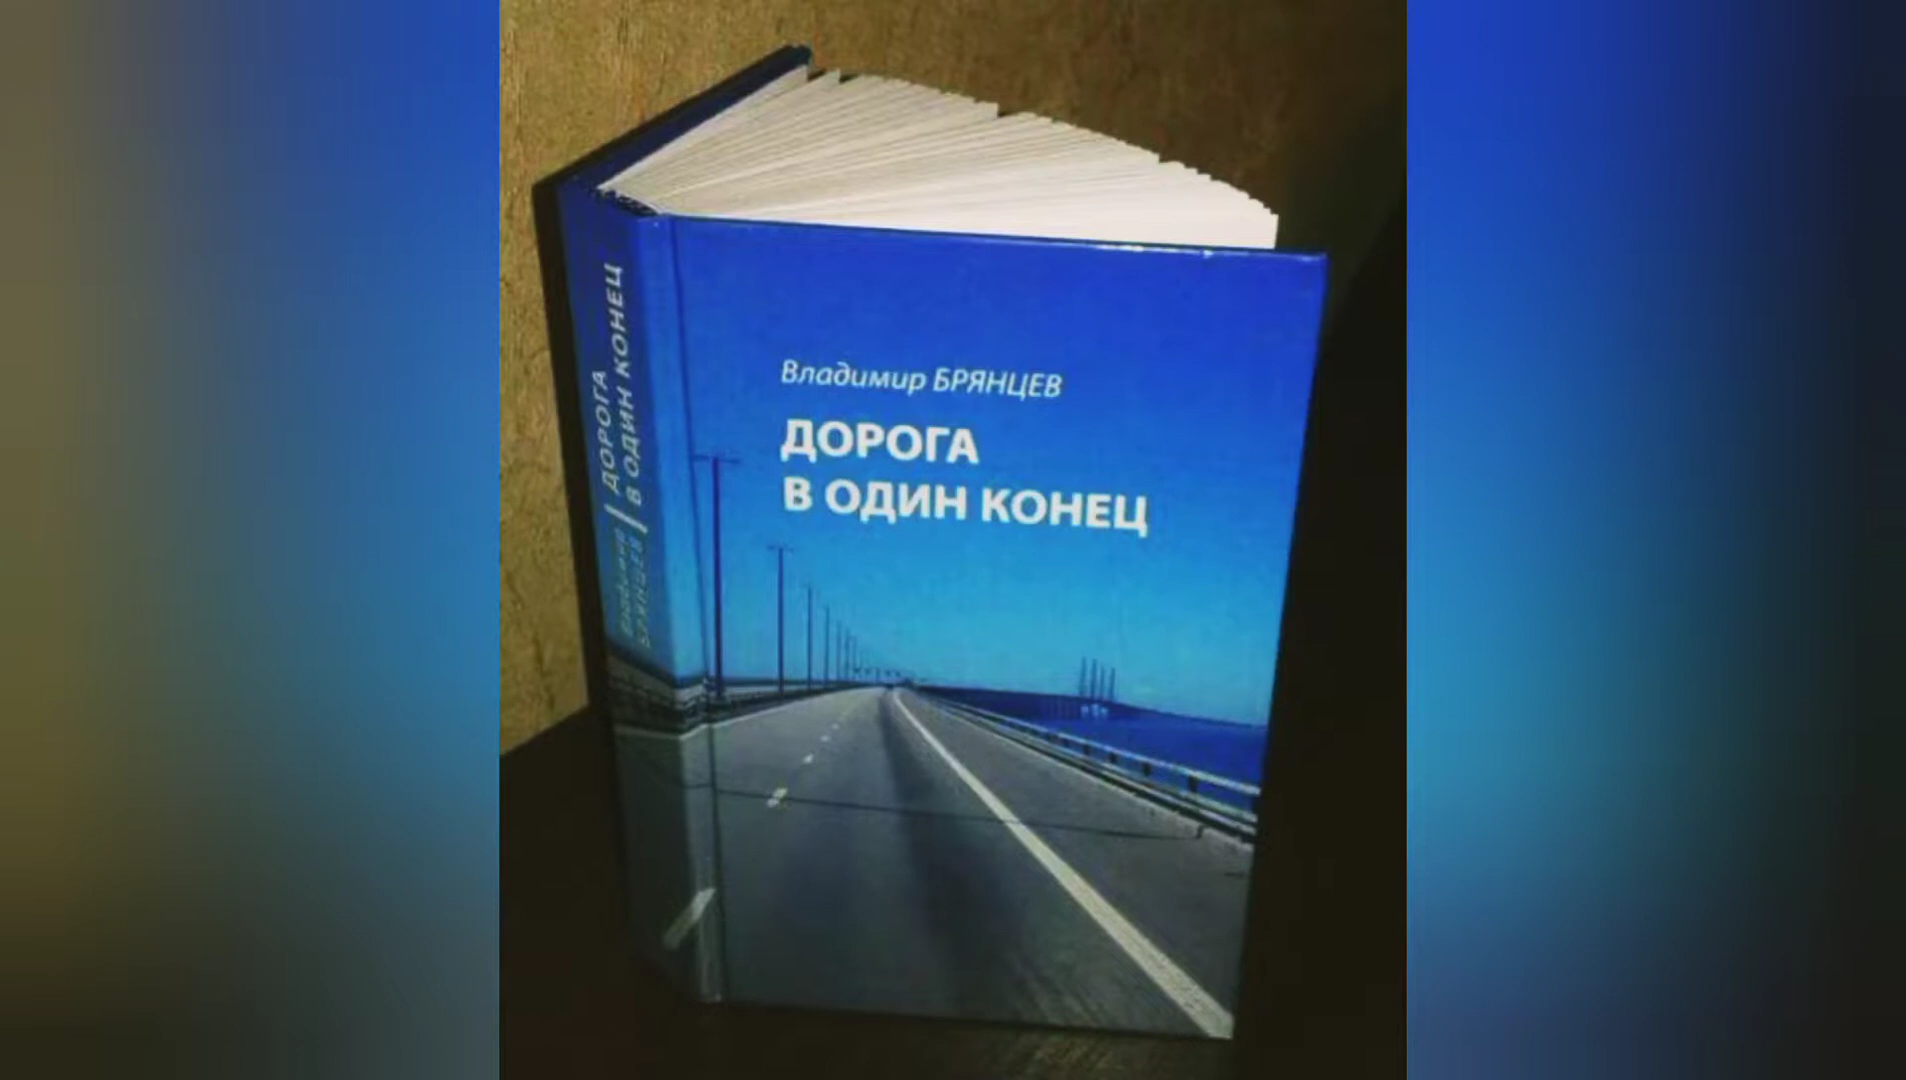 Владимир БРЯНЦЕВ
ДОРОГА
В ОДИН КОНЕЦ
Владимир
БРЯНЦЕВ
ДОРОГА
В ОДИН КОНЕЦ